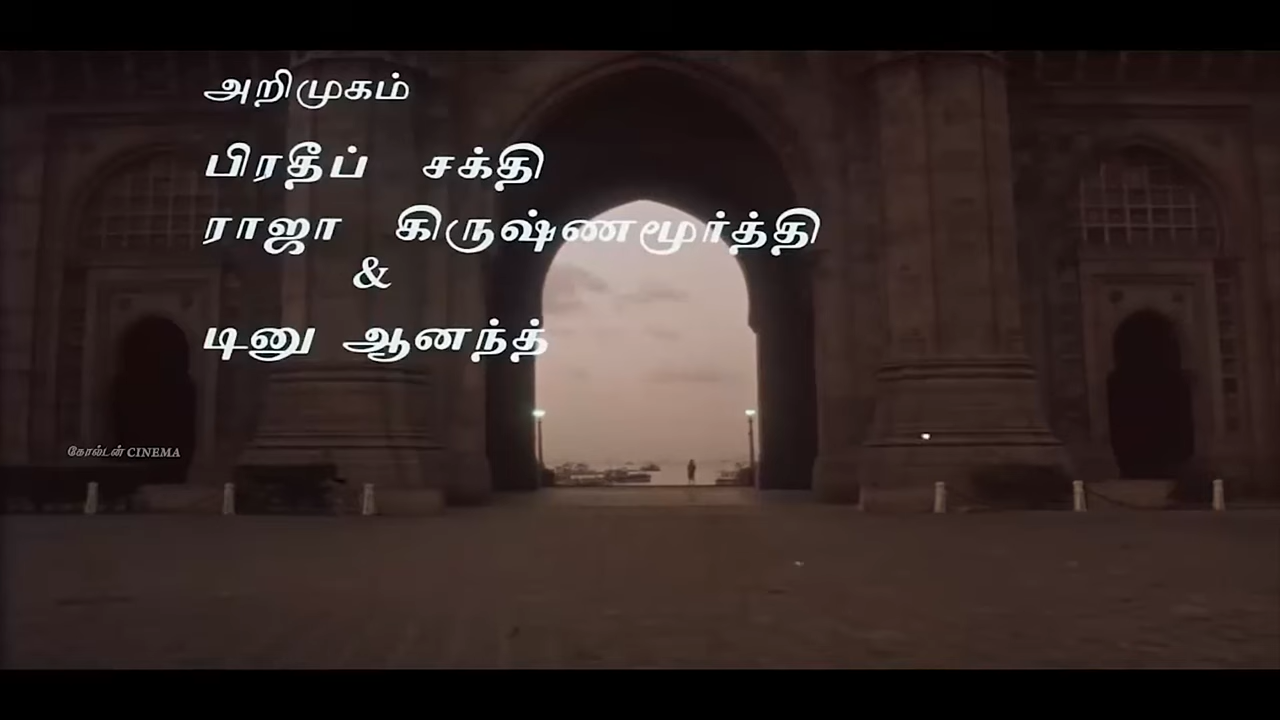 அறிமுகம்
பிரதீப் சக்தி
ராஜா கிருஷ்ணமூர்த்தி
&
டினு ஆனந்த்
கோல்டன் CINEMA